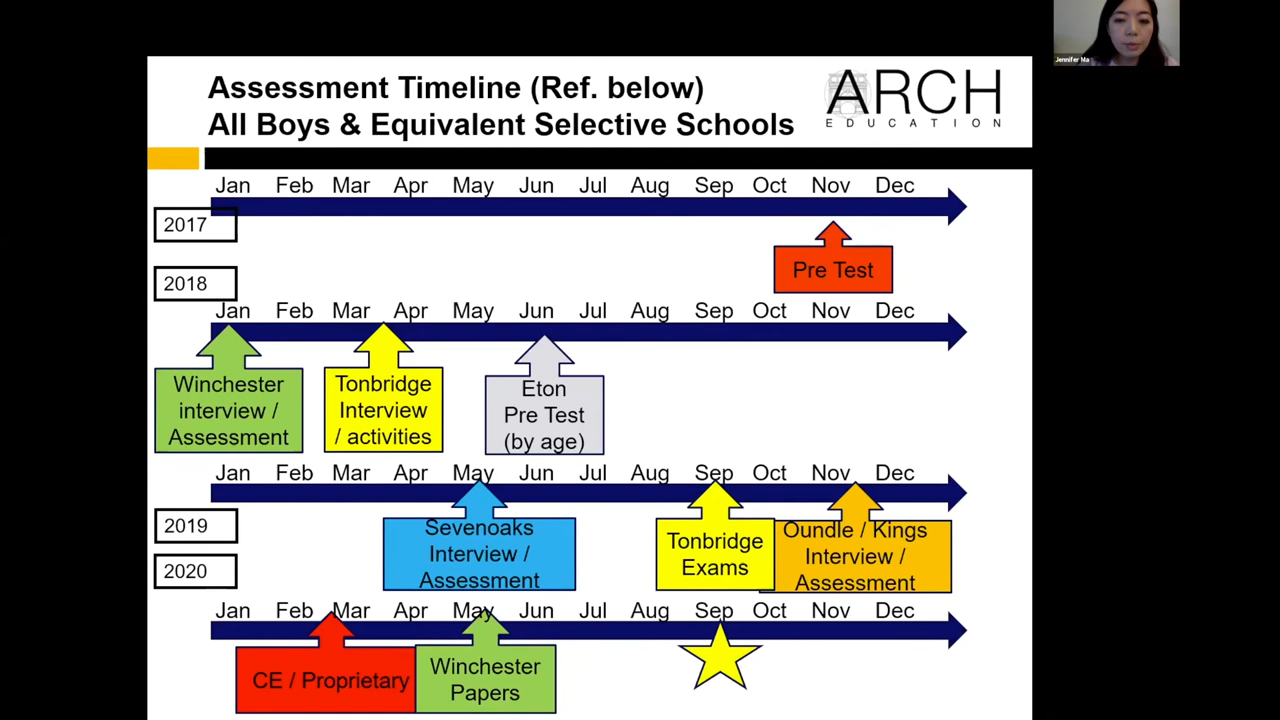 Jennifer Ma
Assessment Timeline (Ref. below)
All Boys & Equivalent Selective Schools
ARCH
EDUCATION
Jan Feb Mar Apr May Jun Jul Aug Sep Oct Nov Dec
2017
Pre Test
2018
Jan Feb Mar Apr May Jun Jul Aug Sep Oct Nov Dec
Winchester
interview /
Assessment
Tonbridge
Interview
/ activities
Eton
Pre Test
(by age)
Jan Feb Mar Apr May Jun Jul Aug Sep Oct Nov Dec
2019
Sevenoaks
Interview /
Assessment
Tonbridge
Exams
Oundle / Kings
Interview /
Assessment
2020
Jan Feb Mar Apr May Jun Jul Aug Sep Oct Nov Dec
CE / Proprietary
Winchester
Papers